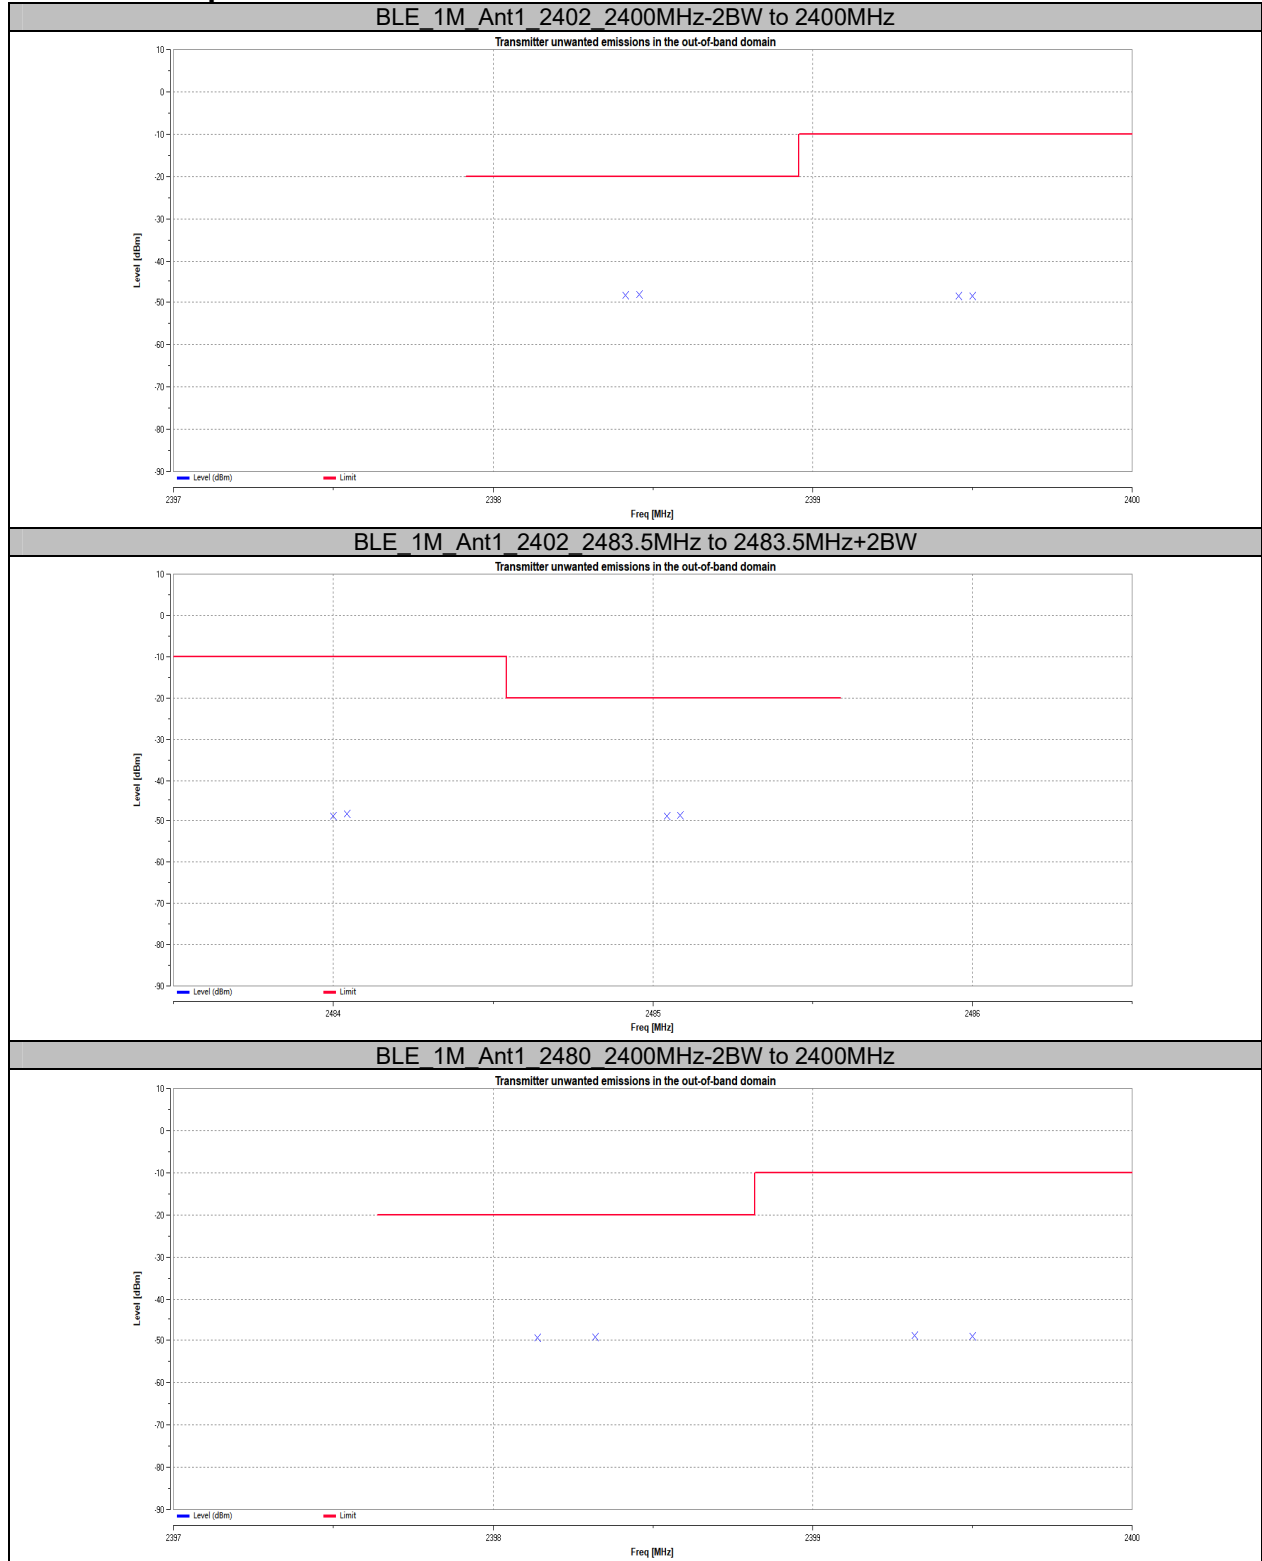 BLE_1M_Ant1_2402_2400MHz-2BW to 2400MHz
Transmitter unwanted emissions in the out-of-band domain
10
0
-10
-20
-30
-40
-50
-60
-70
-80
-90
Level [dBm]
Level (dBm) Limit
2397 2398 2399 2400
Freq [MHz]
BLE_1M_Ant1_2402_2483.5MHz to 2483.5MHz+2BW
Transmitter unwanted emissions in the out-of-band domain
10
0
-10
-20
-30
-40
-50
-60
-70
-80
-90
Level [dBm]
Level (dBm) Limit
2484 2485 2486
Freq [MHz]
BLE_1M_Ant1_2480_2400MHz-2BW to 2400MHz
Transmitter unwanted emissions in the out-of-band domain
10
0
-10
-20
-30
-40
-50
-60
-70
-80
-90
Level [dBm]
Level (dBm) Limit
2397 2398 2399 2400
Freq [MHz]